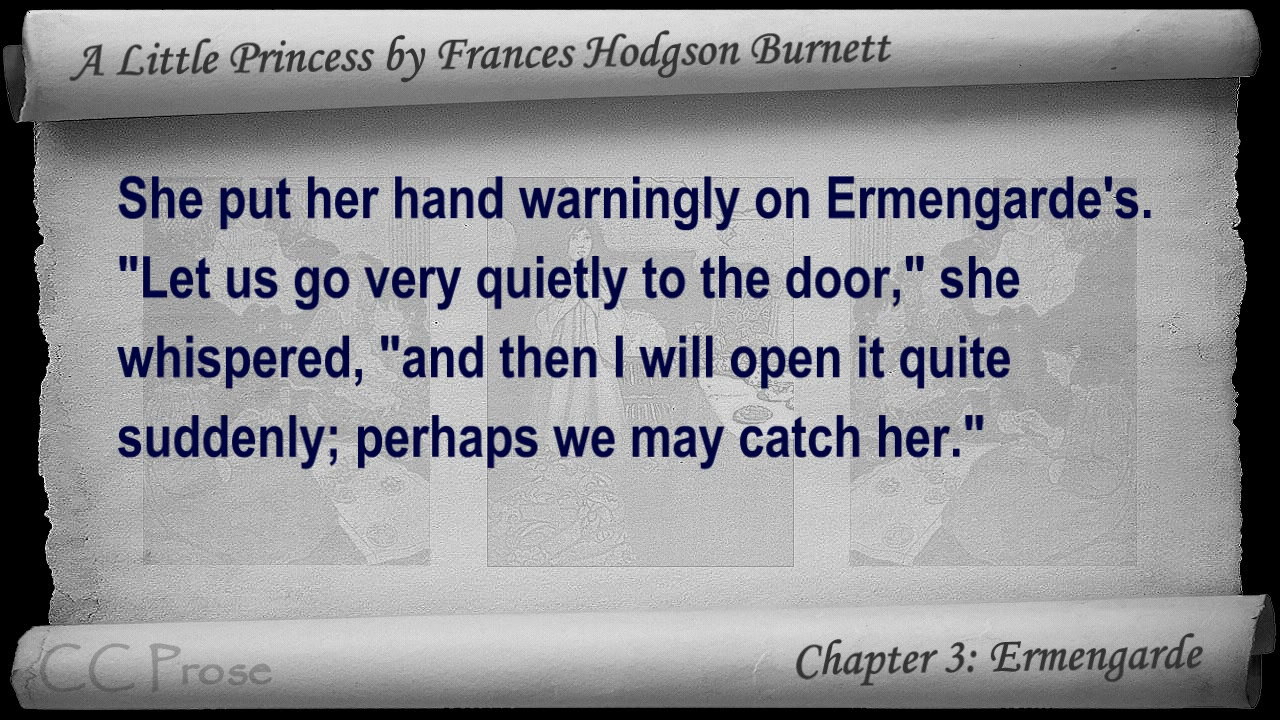 A Little Princess by Frances Hodgson Burnett
She put her hand warningly on Ermengarde's.
"Let us go very quietly to the door," she
whispered, "and then I will open it quite
suddenly; perhaps we may catch her."
CC Prose
Chapter 3: Ermengarde